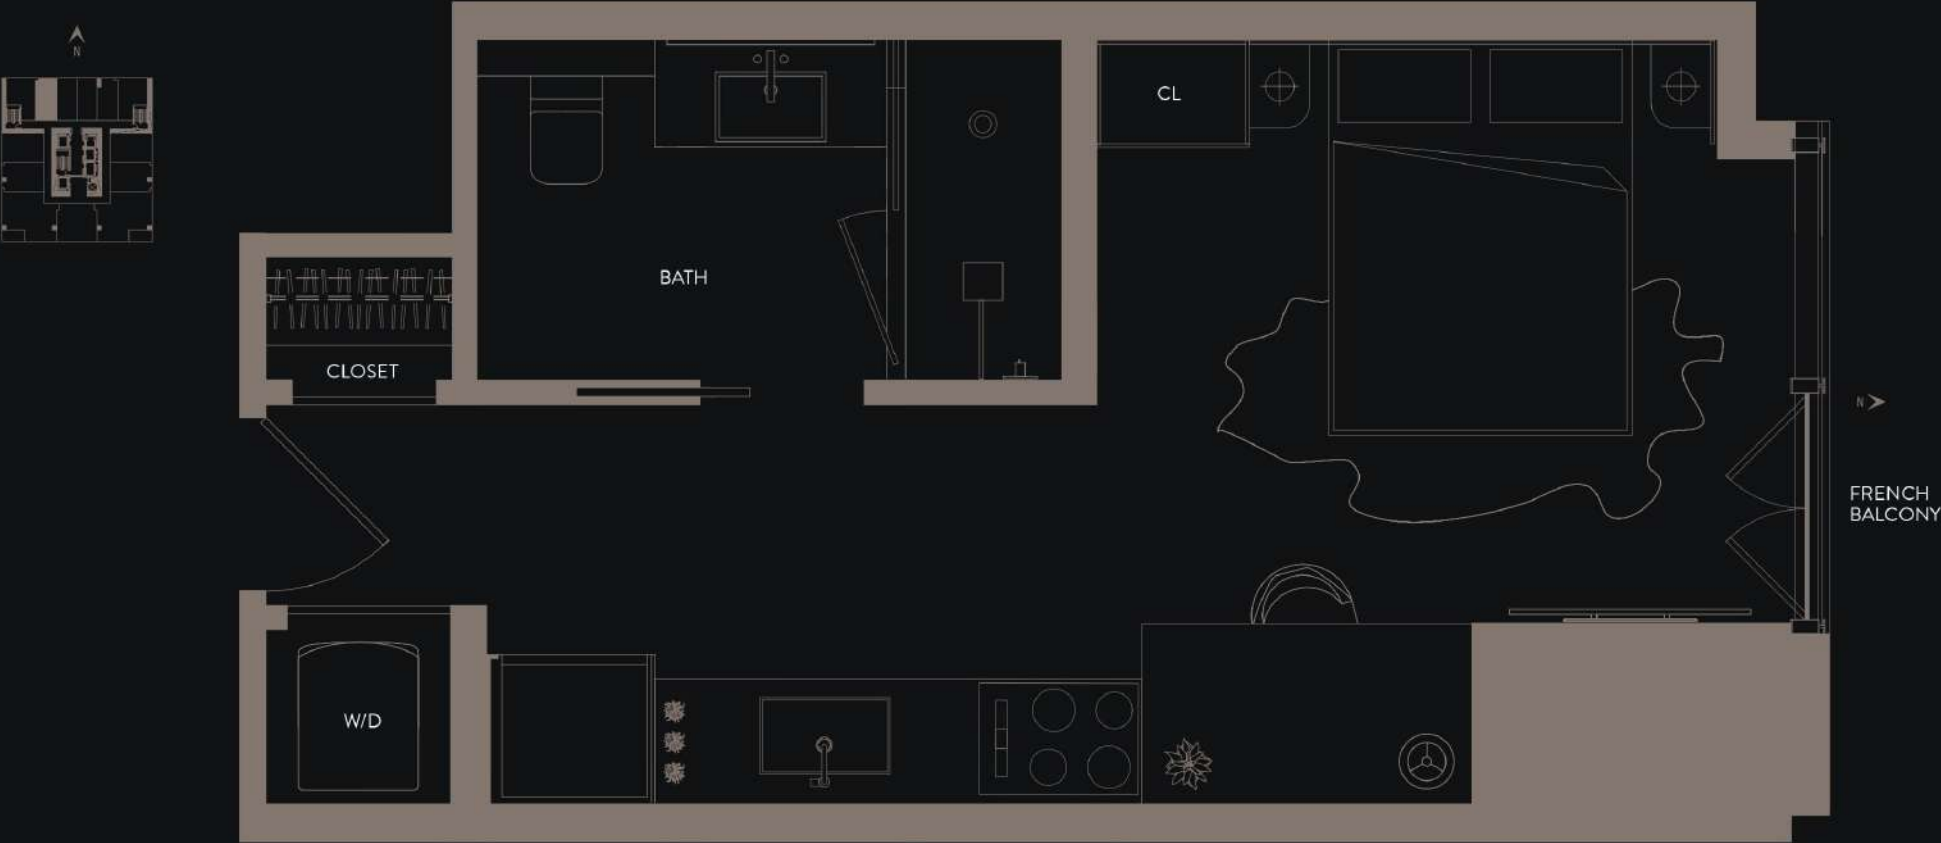 N
CL
BATH
CLOSET
N
FRENCH
BALCONY
W/D